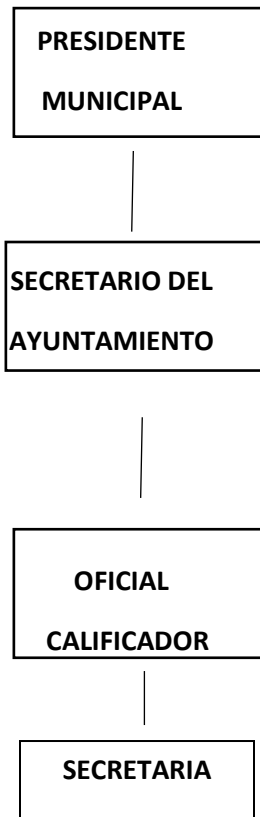 PRESIDENTE
MUNICIPAL
SECRETARIO DEL
AYUNTAMIENTO
OFICIAL
CALIFICADOR
SECRETARIA